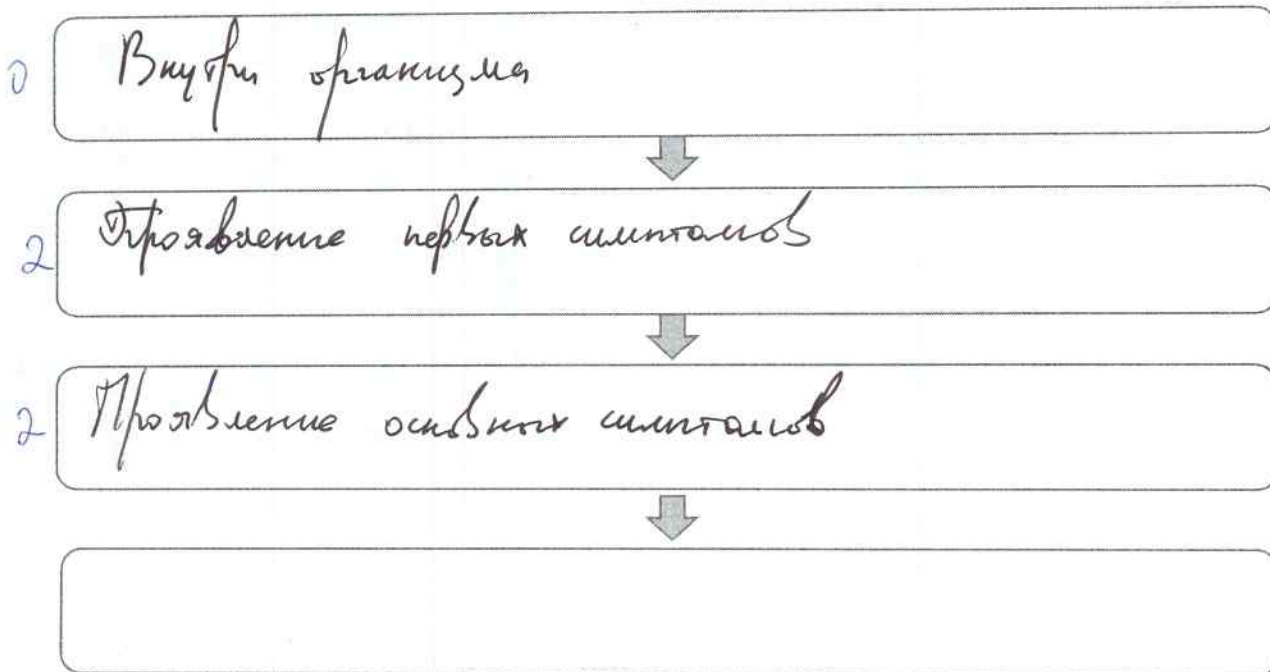 0 Внутри организма
2 Проявление первых симптомов
2 Проявление основных симптомов